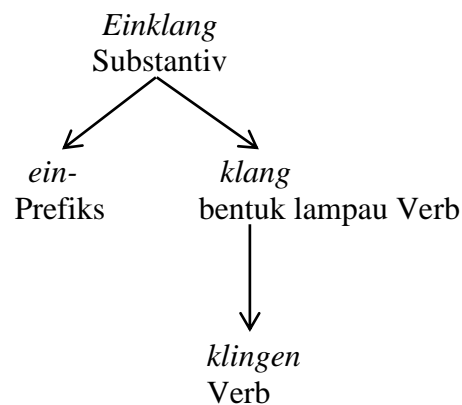 Einklang
Substantiv
ein- klang
Prefiks bentuk lampau Verb
klingen
Verb